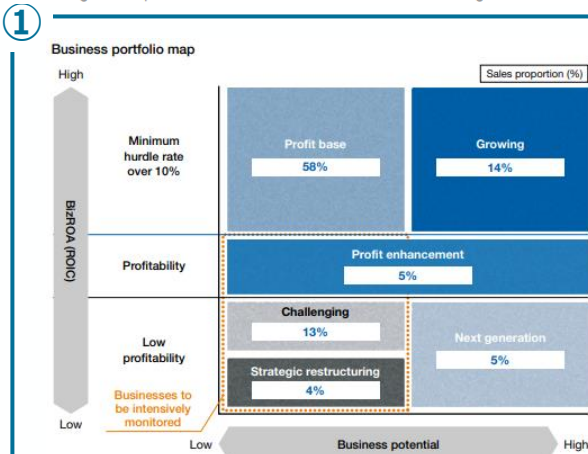 ①
Business portfolio map
High
Sales proportion (%)
Minimum
hurdle rate
over 10%
Profit base
58%
Growing
14%
BizROA (ROIC)
Profitability
Profit enhancement
5%
Low
profitability
Challenging
13%
Next generation
5%
Strategic restructuring
4%
Businesses to
be intensively
monitored
Low
Low
Business potential
High